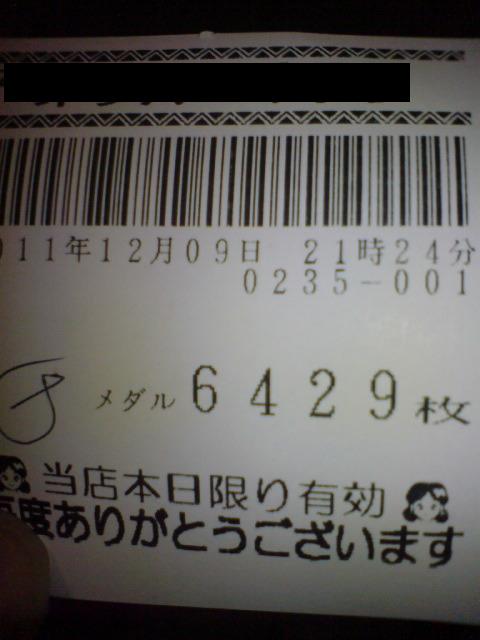 11年12月09日 21時24分
0235-001
メダル 6429枚
当店本日限り有効
度ありがとうございます